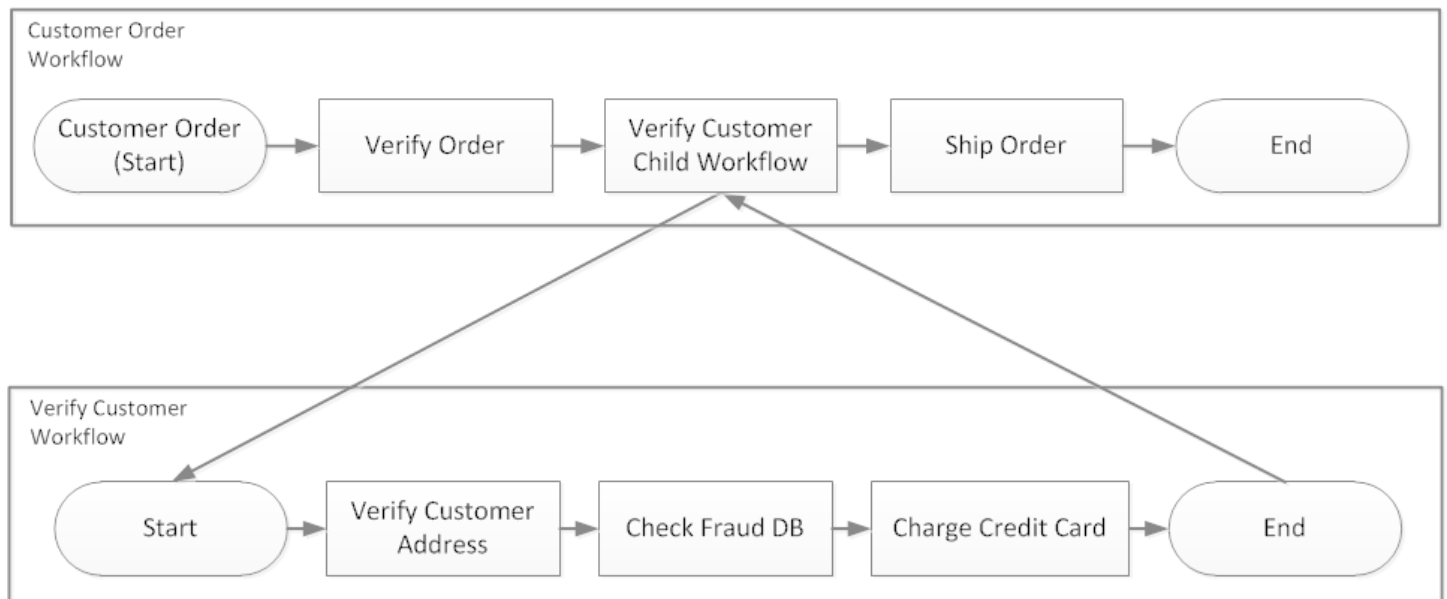 Customer Order
Workflow
Customer Order
(Start)
Verify Order
Verify Customer
Child Workflow
Ship Order
End
Verify Customer
Workflow
Start
Verify Customer
Address
Check Fraud DB
Charge Credit Card
End